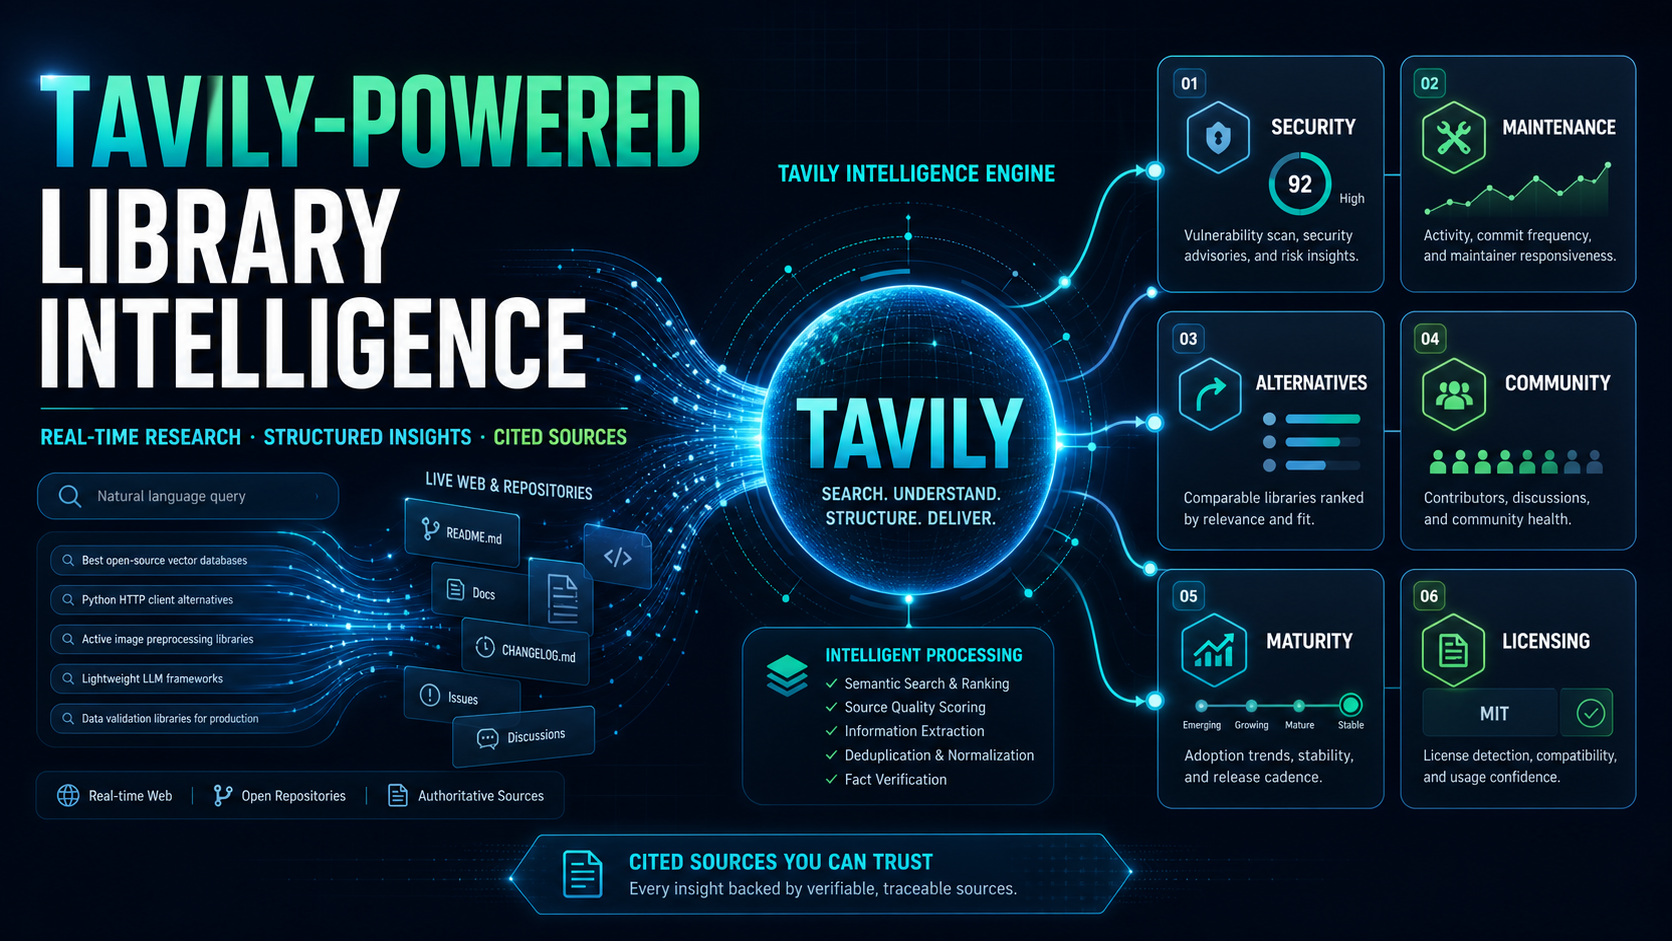 TAVILY-POWERED
LIBRARY
INTELLIGENCE
REAL-TIME RESEARCH · STRUCTURED INSIGHTS · CITED SOURCES
Natural language query
Best open-source vector databases
Python HTTP client alternatives
Active image preprocessing libraries
Lightweight LLM frameworks
Data validation libraries for production
LIVE WEB & REPOSITORIES
README.md
</>
Docs
CHANGELOG.md
Issues
Discussions
Real-time Web
Open Repositories
Authoritative Sources
TAVILY INTELLIGENCE ENGINE
TAVILY
SEARCH. UNDERSTAND.
STRUCTURE. DELIVER.
INTELLIGENT PROCESSING
✓ Semantic Search & Ranking
✓ Source Quality Scoring
✓ Information Extraction
✓ Deduplication & Normalization
✓ Fact Verification
01
SECURITY
92
High
Vulnerability scan, security
advisories, and risk insights.
02
MAINTENANCE
Activity, commit frequency,
and maintainer responsiveness.
03
ALTERNATIVES
Comparable libraries ranked
by relevance and fit.
04
COMMUNITY
Contributors, discussions,
and community health.
05
MATURITY
Emerging Growing Mature Stable
Adoption trends, stability,
and release cadence.
06
LICENSING
MIT
License detection, compatibility,
and usage confidence.
CITED SOURCES YOU CAN TRUST
Every insight backed by verifiable, traceable sources.